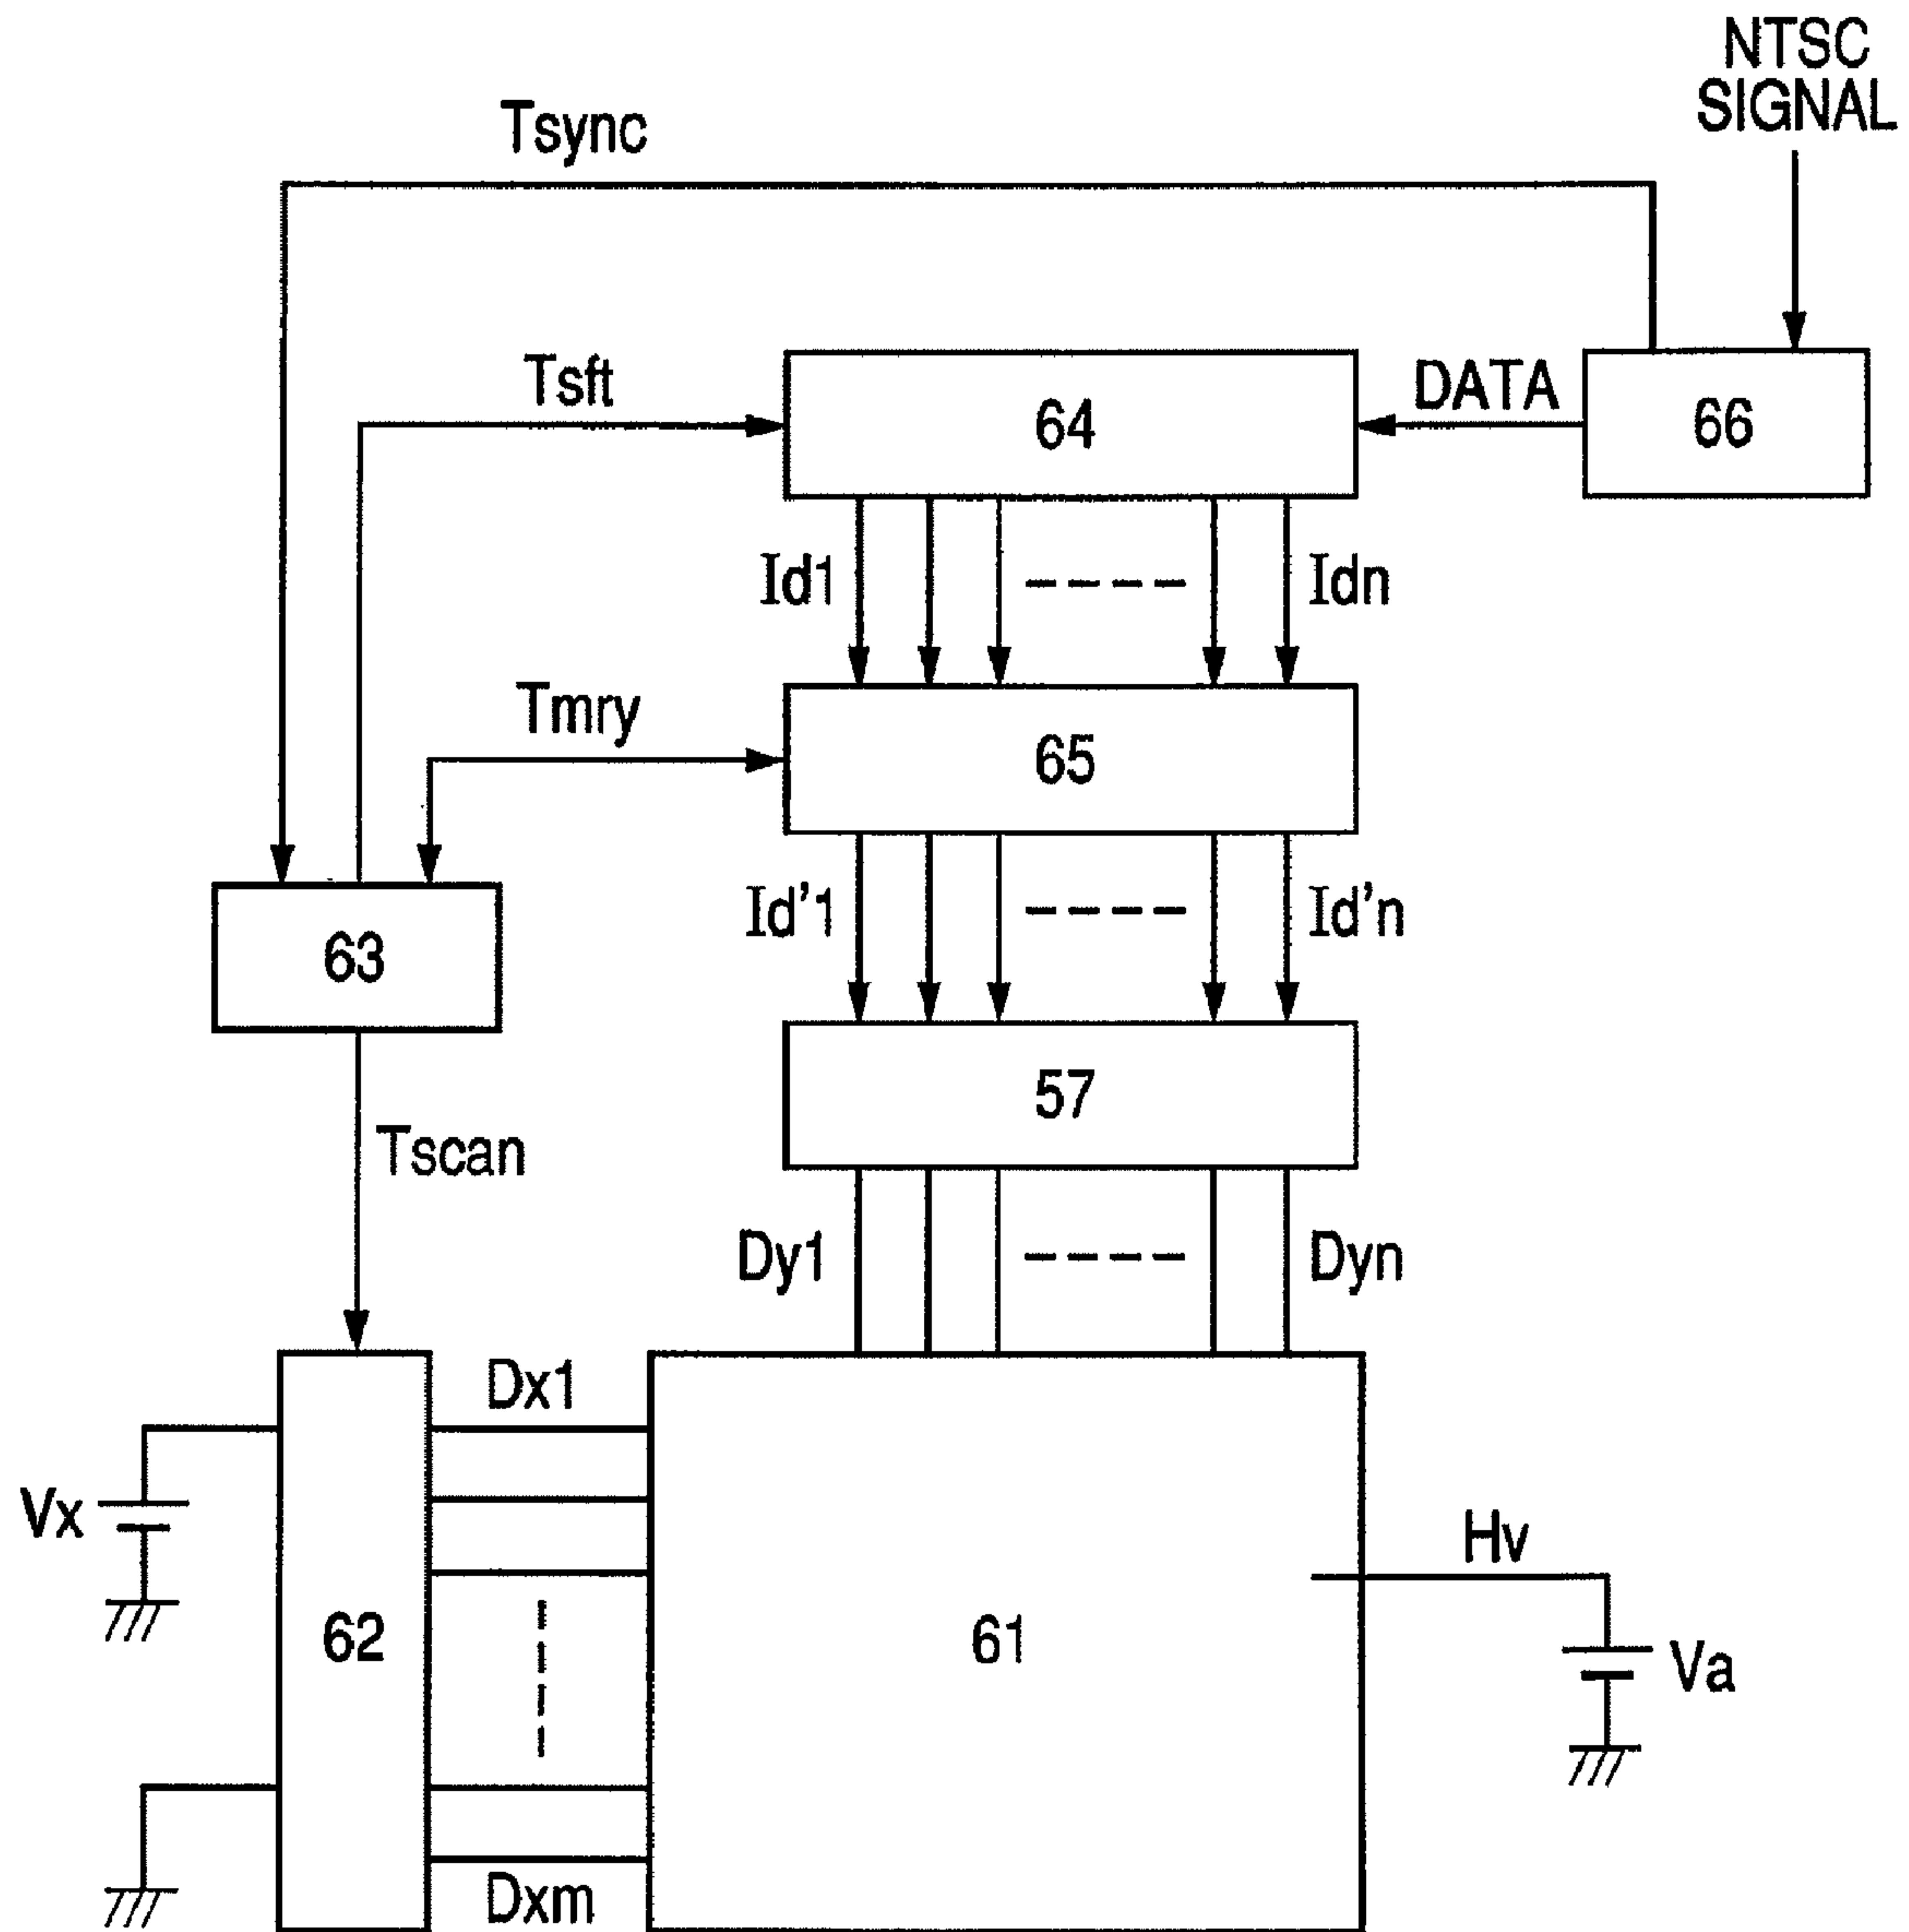 NTSC
SIGNAL
Tsync
Tsft
64
DATA
66
Id1
Idn
Tmry
65
Id'1
Id'n
63
57
Tscan
Dy1
Dyn
Dx1
Vx
Hv
62
61
Va
Dxm